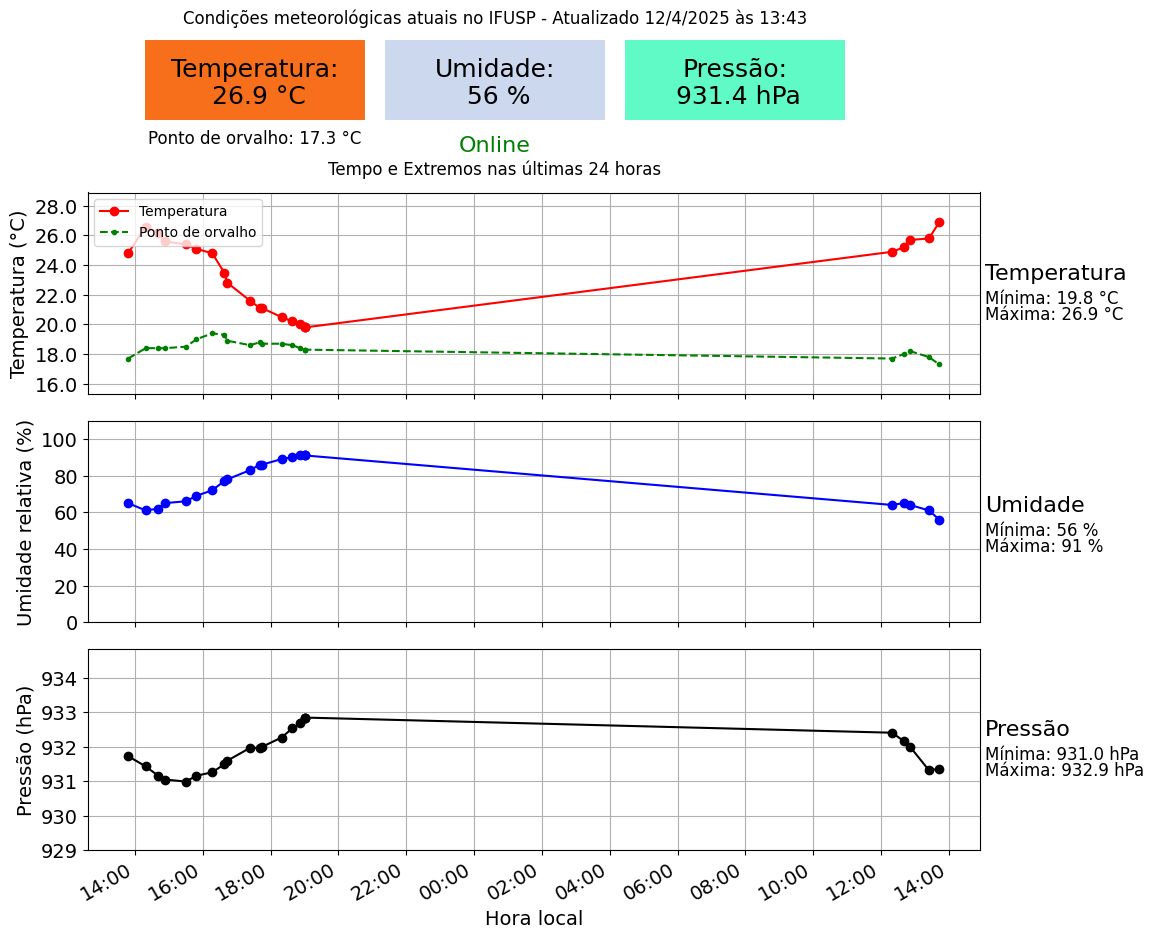 Condições meteorológicas atuais no IFUSP - Atualizado 12/4/2025 às 13:43
Temperatura:
26.9 °C
Umidade:
56 %
Pressão:
931.4 hPa
Ponto de orvalho: 17.3 °C
Online
Tempo e Extremos nas últimas 24 horas
Temperatura (°C)
28.0
26.0
24.0
22.0
20.0
18.0
16.0
Temperatura
Ponto de orvalho
Temperatura
Mínima: 19.8 °C
Máxima: 26.9 °C
Umidade relativa (%)
100
80
60
40
20
0
Umidade
Mínima: 56 %
Máxima: 91 %
Pressão (hPa)
934
933
932
931
930
929
Pressão
Mínima: 931.0 hPa
Máxima: 932.9 hPa
14:00 16:00 18:00 20:00 22:00 00:00 02:00 04:00 06:00 08:00 10:00 12:00 14:00
Hora local